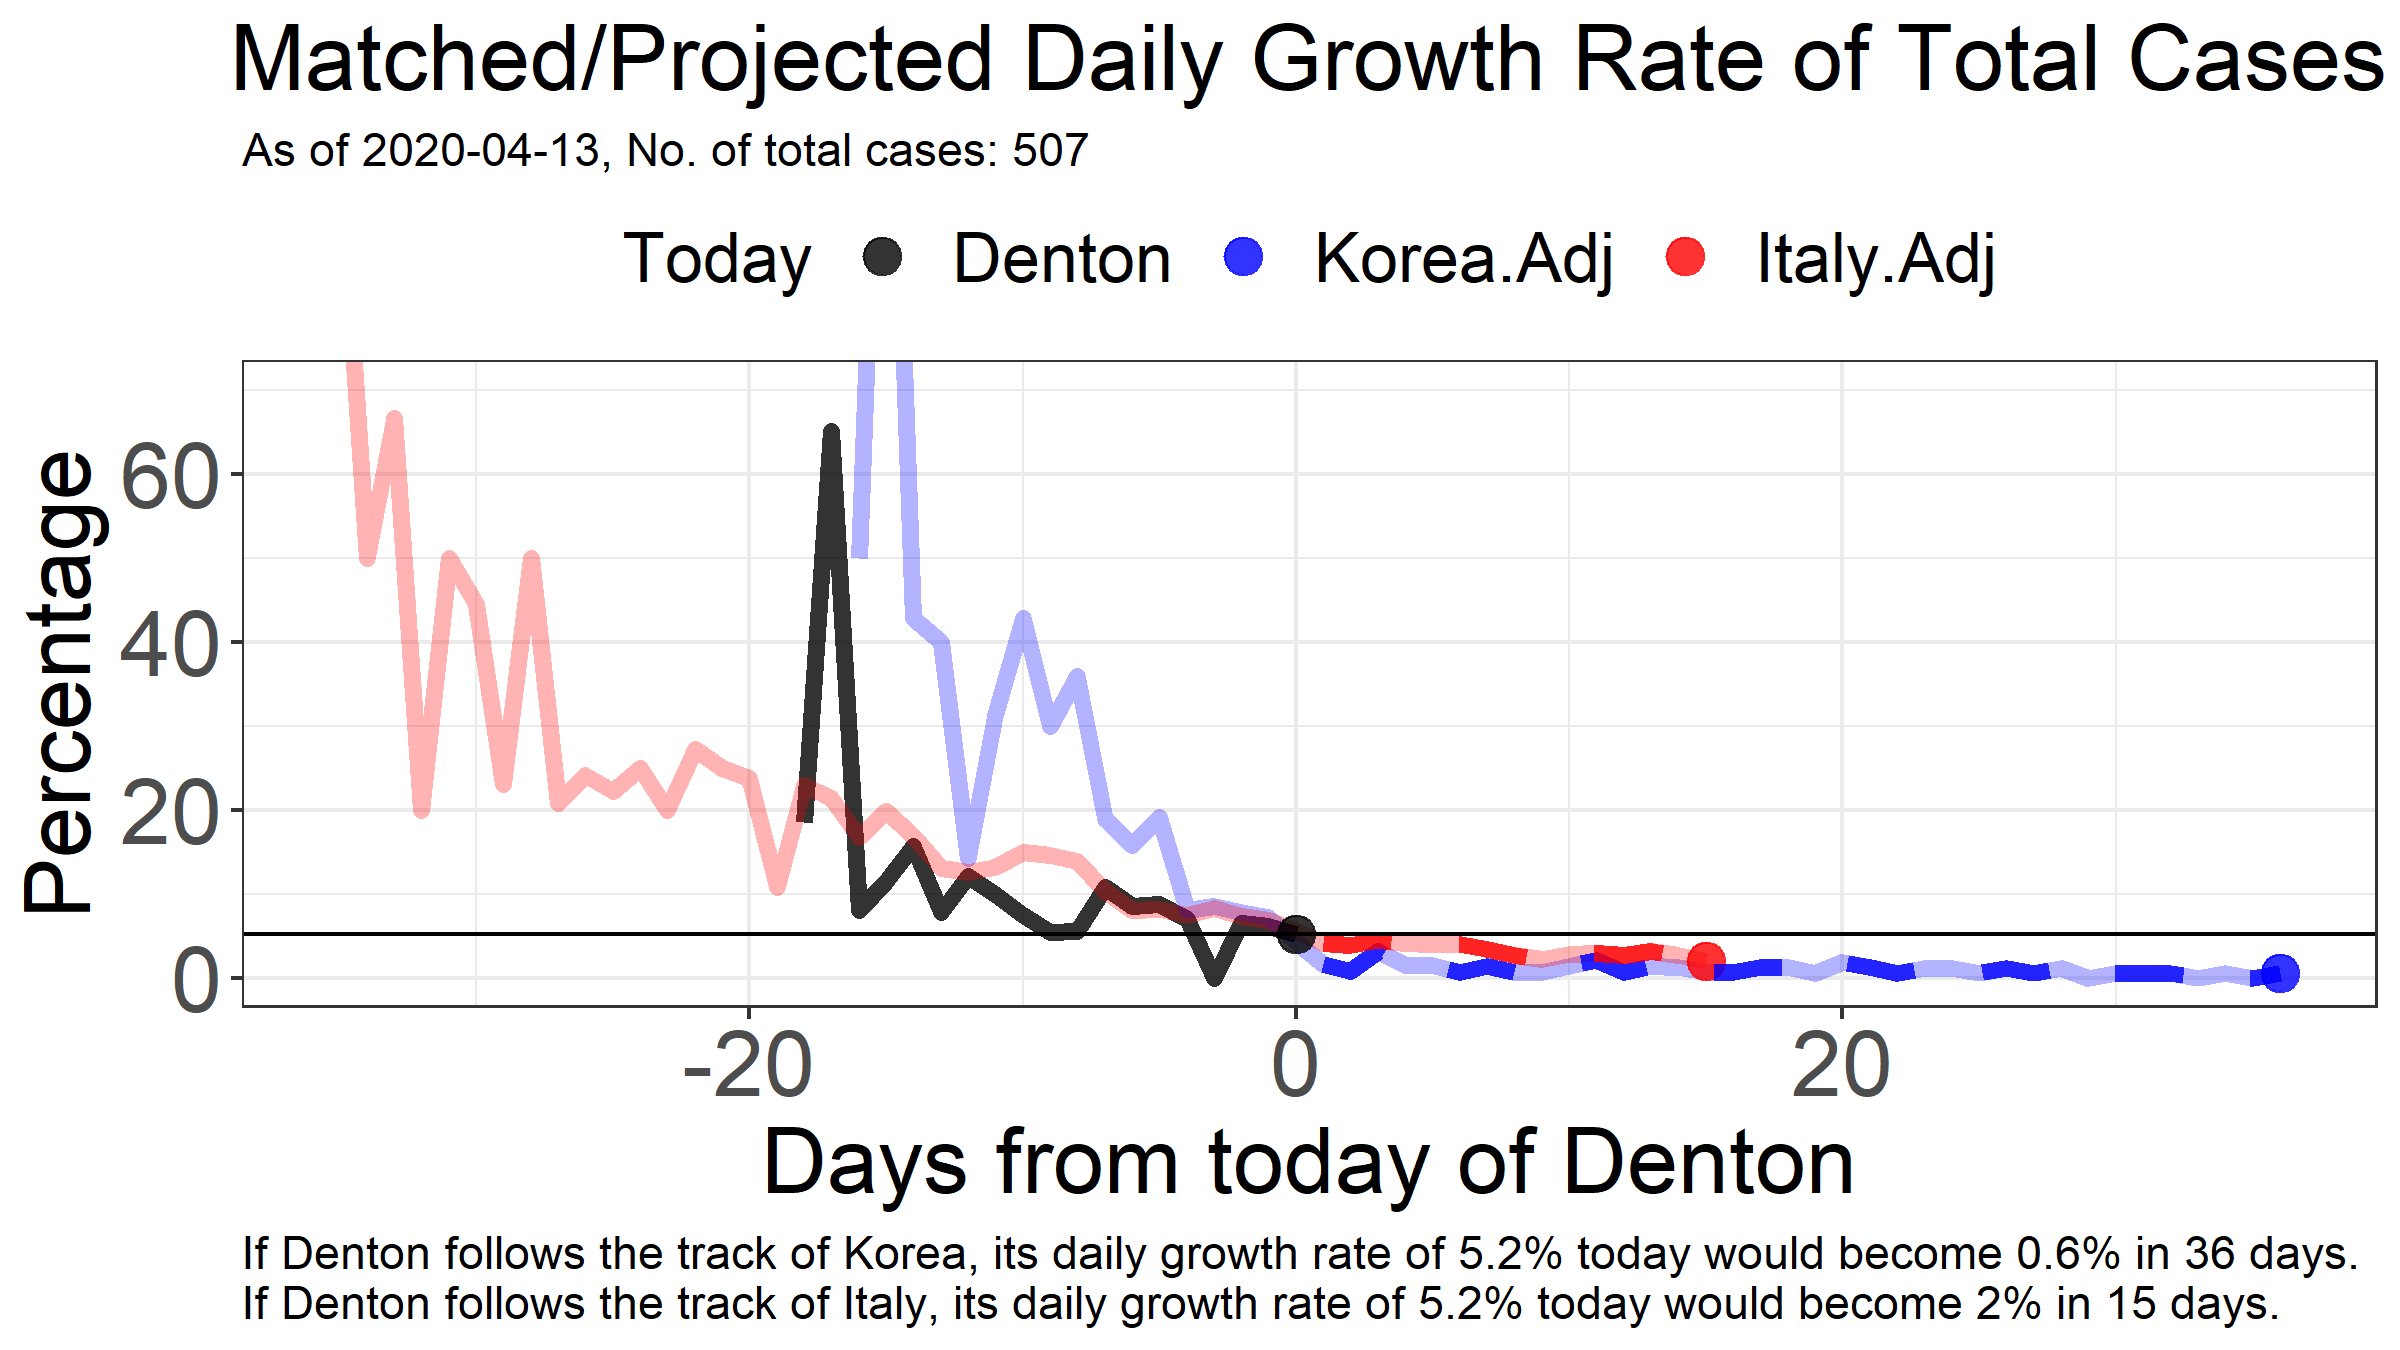 Matched/Projected Daily Growth Rate of Total Cases
As of 2020-04-13, No. of total cases: 507
Today Denton Korea.Adj Italy.Adj
Percentage
60
40
20
0
-20 0 20
Days from today of Denton
If Denton follows the track of Korea, its daily growth rate of 5.2% today would become 0.6% in 36 days.
If Denton follows the track of Italy, its daily growth rate of 5.2% today would become 2% in 15 days.